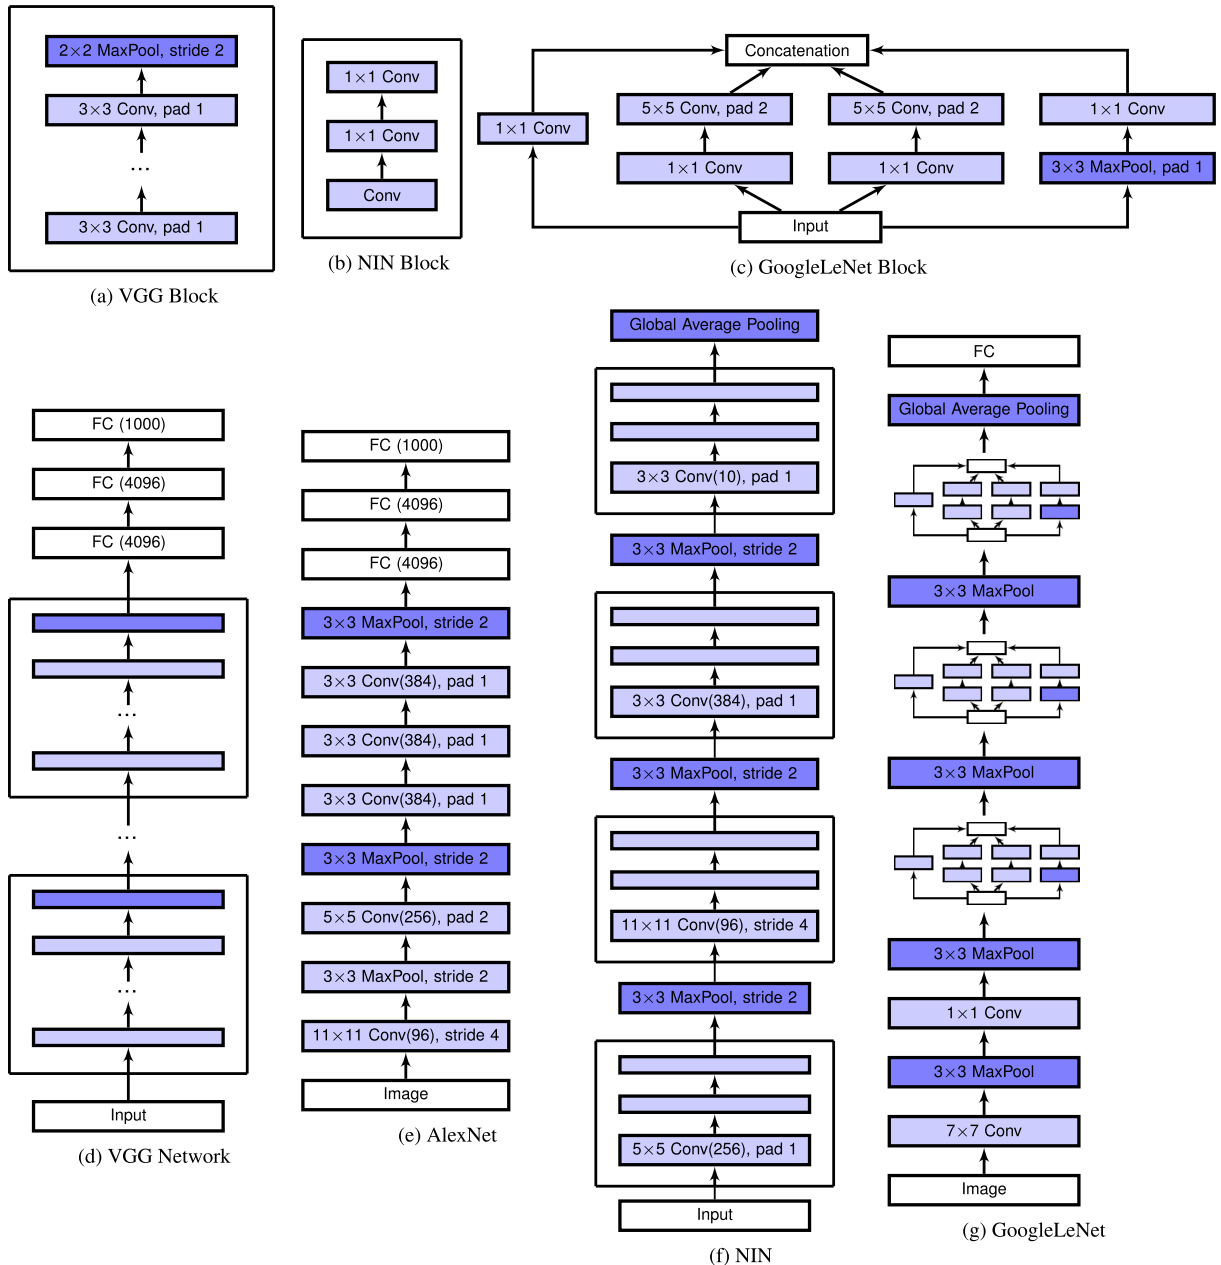 2×2 MaxPool, stride 2
3×3 Conv, pad 1
...
3×3 Conv, pad 1
(a) VGG Block
1×1 Conv
1×1 Conv
Conv
(b) NIN Block
Concatenation
1×1 Conv
5×5 Conv, pad 2
5×5 Conv, pad 2
1×1 Conv
1×1 Conv
1×1 Conv
3×3 MaxPool, pad 1
Input
(c) GoogleLeNet Block
FC (1000)
FC (4096)
FC (4096)
...
...
...
Input
(d) VGG Network
FC (1000)
FC (4096)
FC (4096)
3×3 MaxPool, stride 2
3×3 Conv(384), pad 1
3×3 Conv(384), pad 1
3×3 Conv(384), pad 1
3×3 MaxPool, stride 2
5×5 Conv(256), pad 2
3×3 MaxPool, stride 2
11×11 Conv(96), stride 4
Image
(e) AlexNet
Global Average Pooling
3×3 Conv(10), pad 1
3×3 MaxPool, stride 2
3×3 Conv(384), pad 1
3×3 MaxPool, stride 2
11×11 Conv(96), stride 4
3×3 MaxPool, stride 2
5×5 Conv(256), pad 1
Input
(f) NIN
FC
Global Average Pooling
3×3 MaxPool
3×3 MaxPool
3×3 MaxPool
1×1 Conv
3×3 MaxPool
7×7 Conv
Image
(g) GoogleLeNet